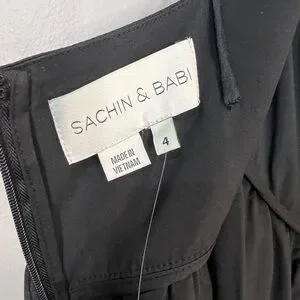 SACHIN & BABI
MADE IN
VIETNAM
4